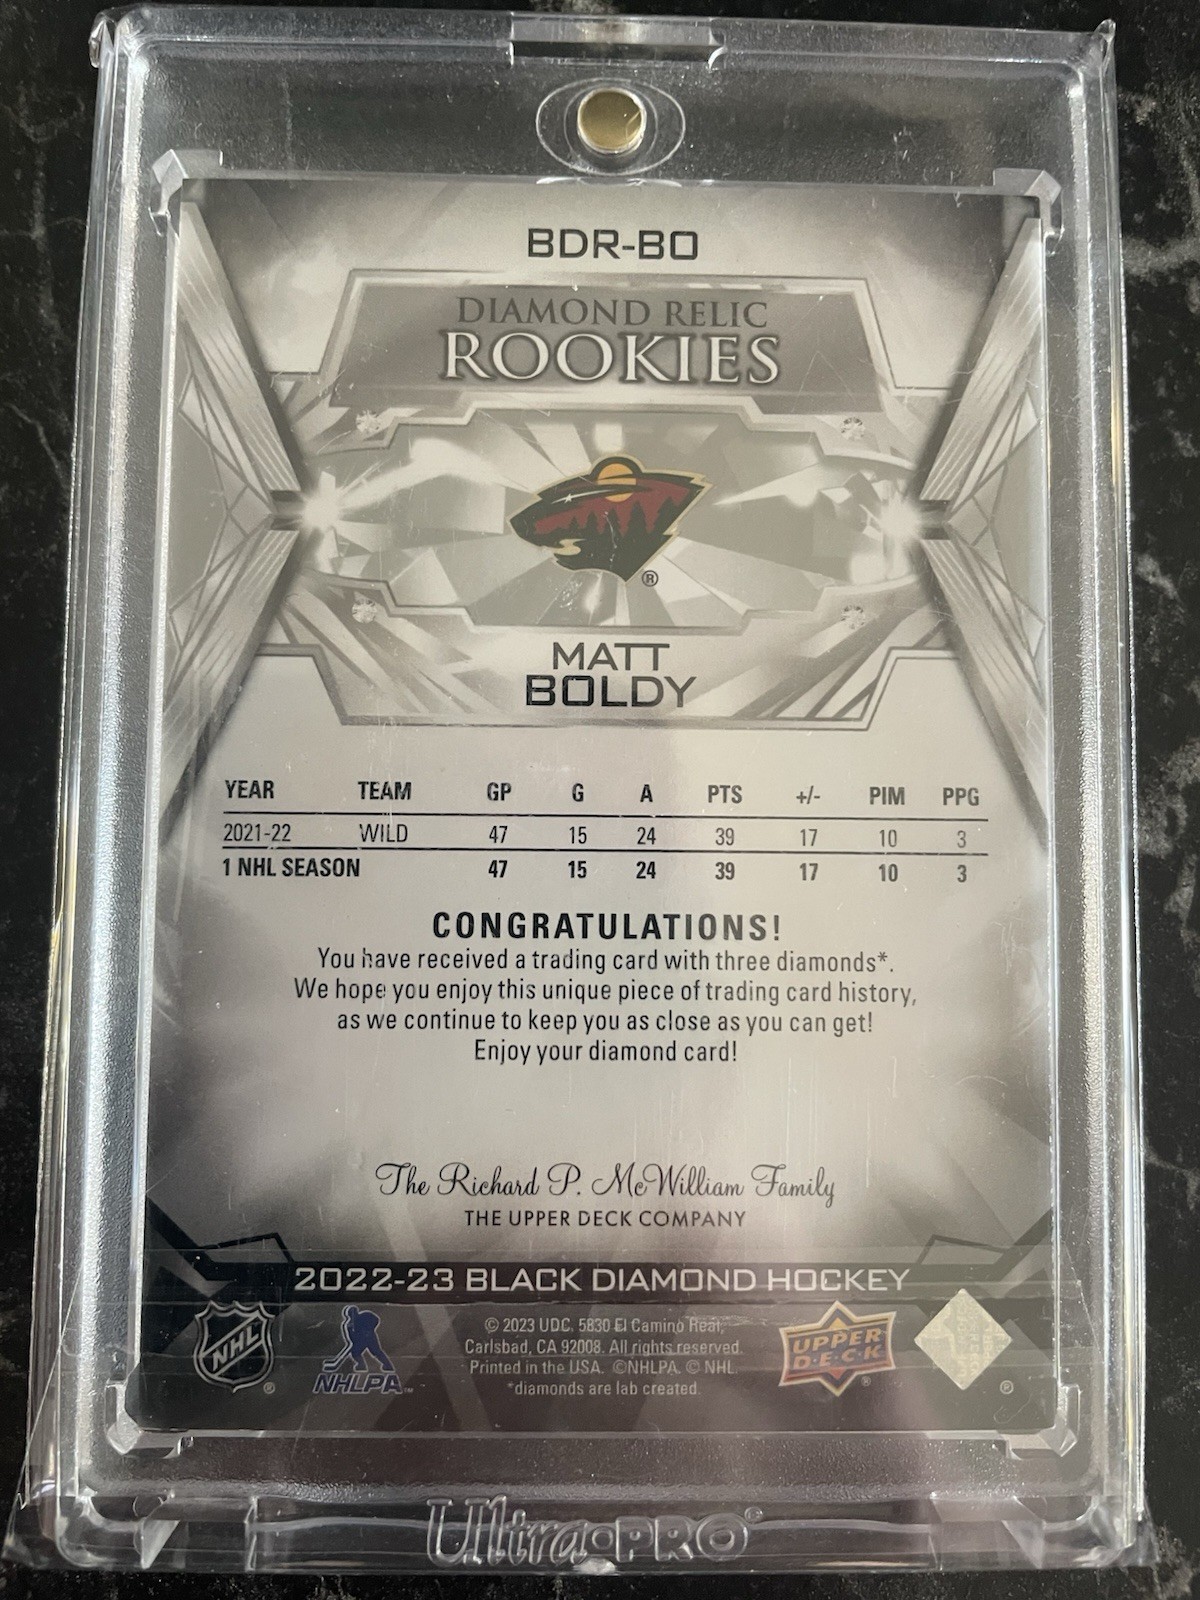 BDR-BO
DIAMOND RELIC
ROOKIES
®
MATT
BOLDY
YEAR TEAM GP G A PTS +/- PIM PPG
2021-22 WILD 47 15 24 39 17 10 3
1 NHL SEASON 47 15 24 39 17 10 3
CONGRATULATIONS!
You have received a trading card with three diamonds*.
We hope you enjoy this unique piece of trading card history,
as we continue to keep you as close as you can get!
Enjoy your diamond card!
The Richard P. McWilliam Family
THE UPPER DECK COMPANY
2022-23 BLACK DIAMOND HOCKEY
NHL ®
NHLPA™
© 2023 UDC, 5830 El Camino Real,
Carlsbad, CA 92008. All rights reserved.
Printed in the USA. ©NHLPA. © NHL.
*diamonds are lab created.
UPPER
D·E·C·K ®
®
Ultra·PRO®